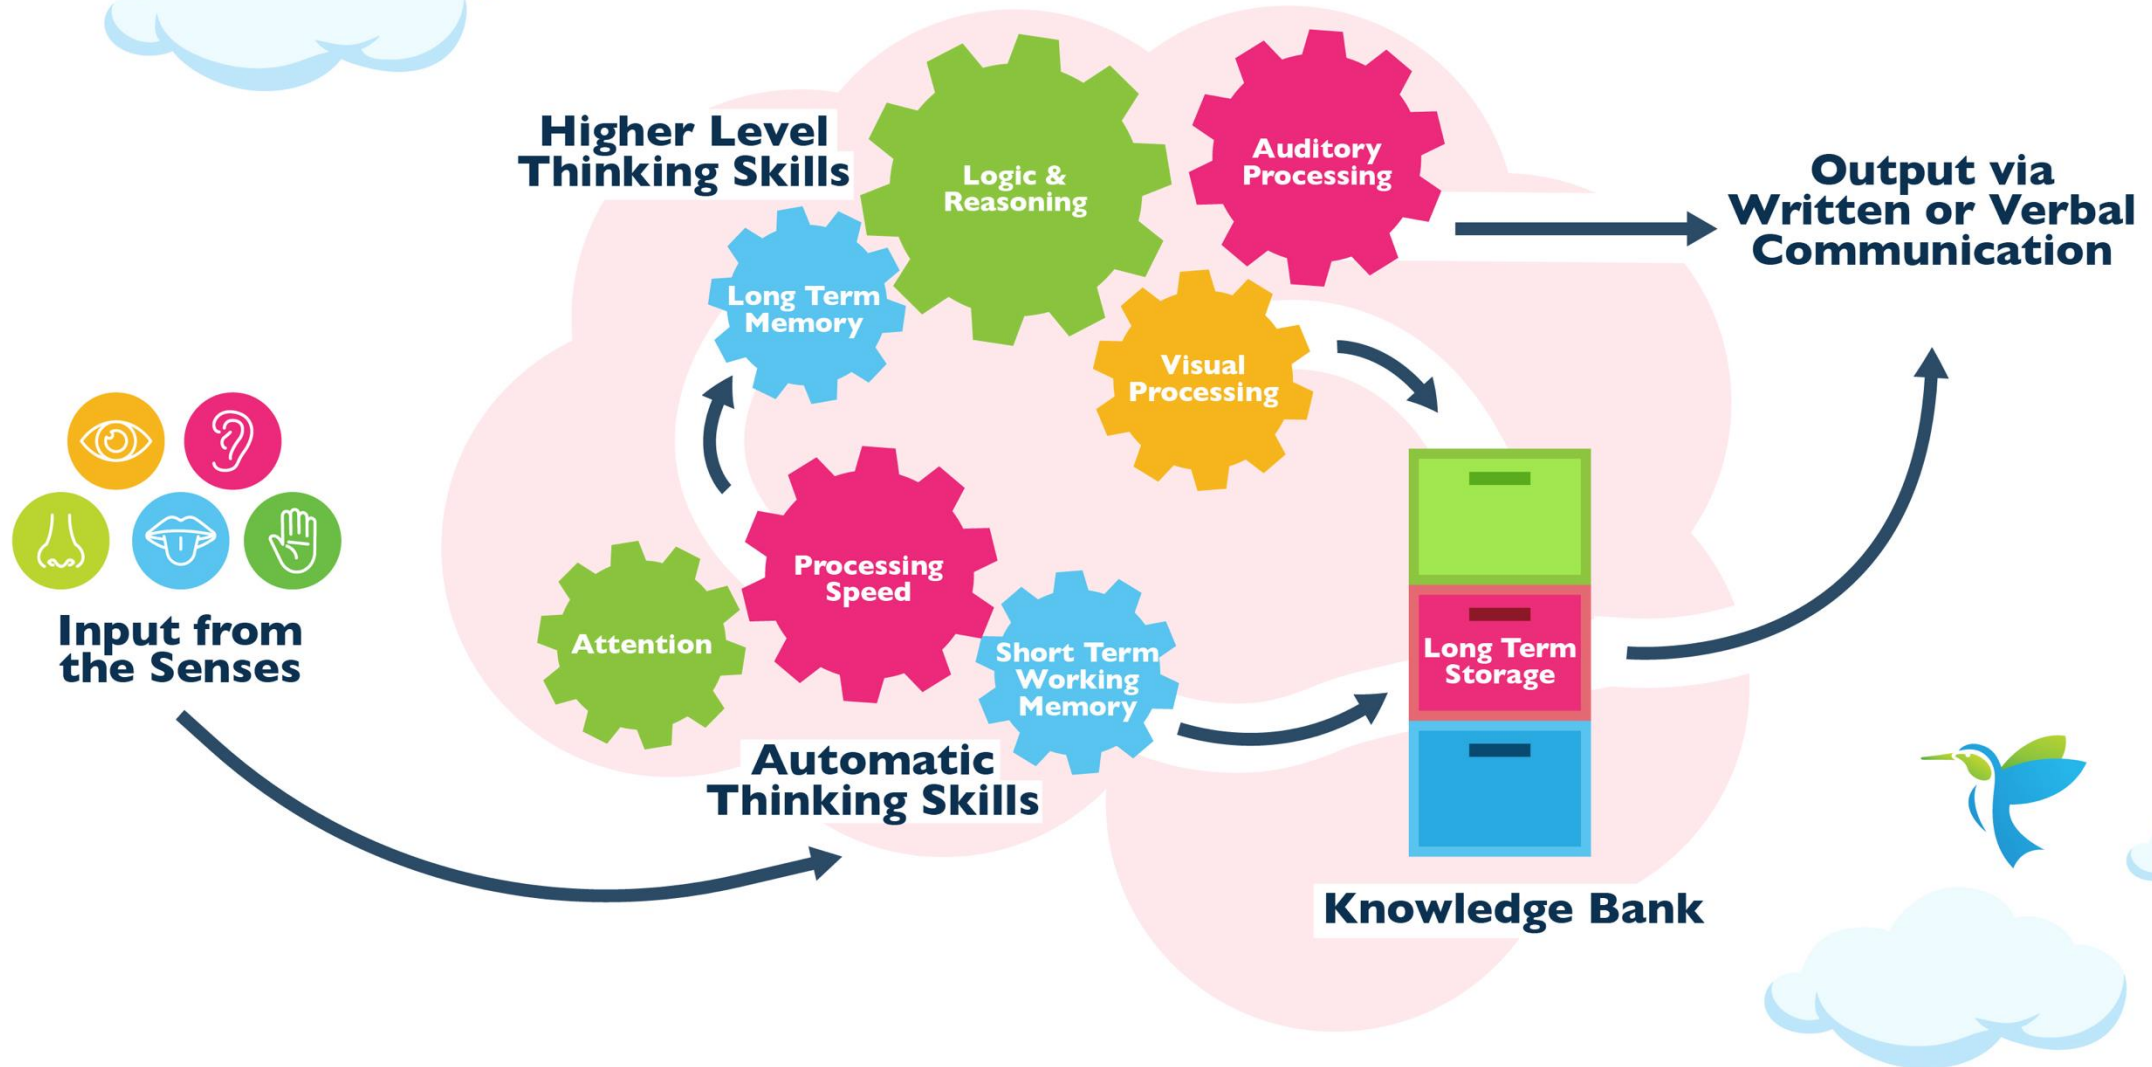 Higher Level
Thinking Skills
Logic &
Reasoning
Auditory
Processing
Long Term
Memory
Visual
Processing
Output via
Written or Verbal
Communication
Input from
the Senses
Attention
Processing
Speed
Short Term
Working
Memory
Automatic
Thinking Skills
Long Term
Storage
Knowledge Bank